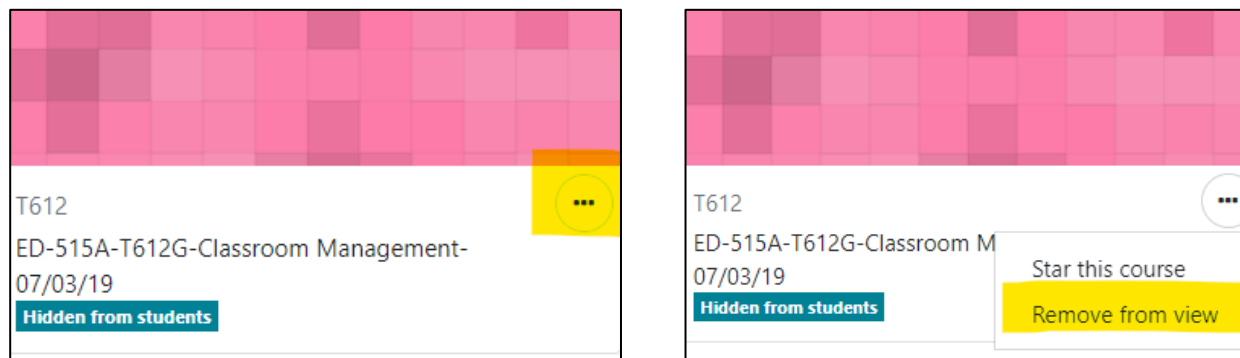 T612
...
ED-515A-T612G-Classroom Management-
07/03/19
Hidden from students
T612
...
ED-515A-T612G-Classroom M
07/03/19
Hidden from students
Star this course
Remove from view